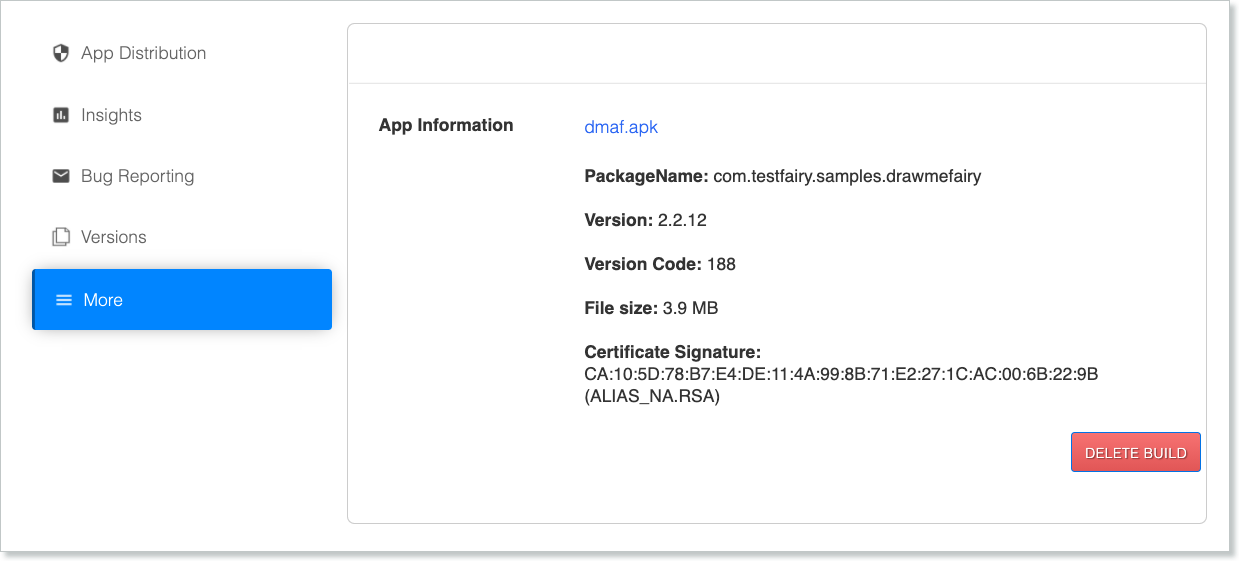 App Distribution
Insights
Bug Reporting
Versions
More
App Information
dmaf.apk
PackageName: com.testfairy.samples.drawmefairy
Version: 2.2.12
Version Code: 188
File size: 3.9 MB
Certificate Signature:
CA:10:5D:78:B7:E4:DE:11:4A:99:8B:71:E2:27:1C:AC:00:6B:22:9B
(ALIAS_NA.RSA)
DELETE BUILD